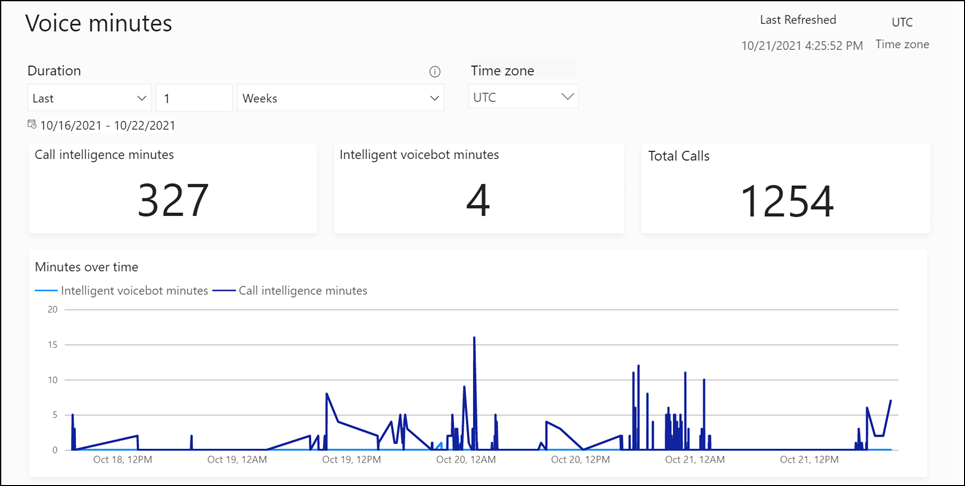 Voice minutes
Last Refreshed
UTC
10/21/2021 4:25:52 PM
Time zone
Duration
Time zone
Last
1
Weeks
UTC
10/16/2021 - 10/22/2021
Call intelligence minutes
327
Intelligent voicebot minutes
4
Total Calls
1254
Minutes over time
Intelligent voicebot minutes
Call intelligence minutes
20
15
10
5
0
Oct 18, 12PM
Oct 19, 12AM
Oct 19, 12PM
Oct 20, 12AM
Oct 20, 12PM
Oct 21, 12AM
Oct 21, 12PM